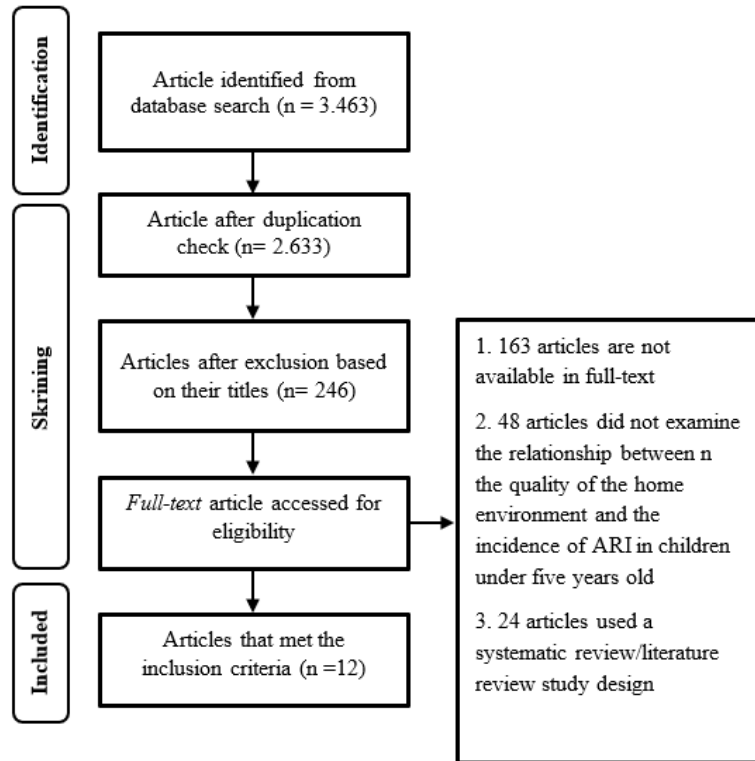 Identification
Article identified from
database search (n = 3.463)
Skrining
Article after duplication
check (n= 2.633)
Articles after exclusion based
on their titles (n= 246)
Full-text article accessed for
eligibility
1. 163 articles are not
available in full-text
2. 48 articles did not examine
the relationship between n
the quality of the home
environment and the
incidence of ARI in children
under five years old
3. 24 articles used a
systematic review/literature
review study design
Included
Articles that met the
inclusion criteria (n =12)